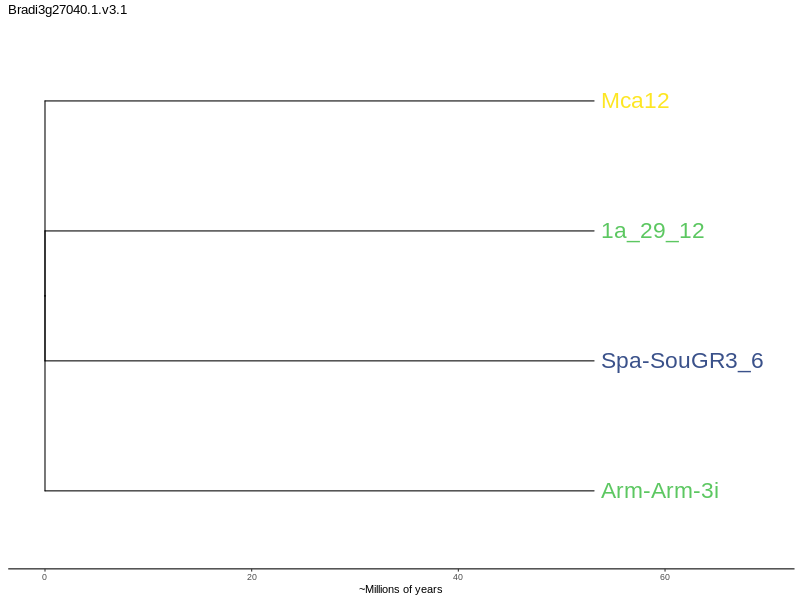 Bradi3g27040.1.v3.1
Mca12
1a_29_12
Spa-SouGR3_6
Arm-Arm-3i
0 20 40 60
~Millions of years